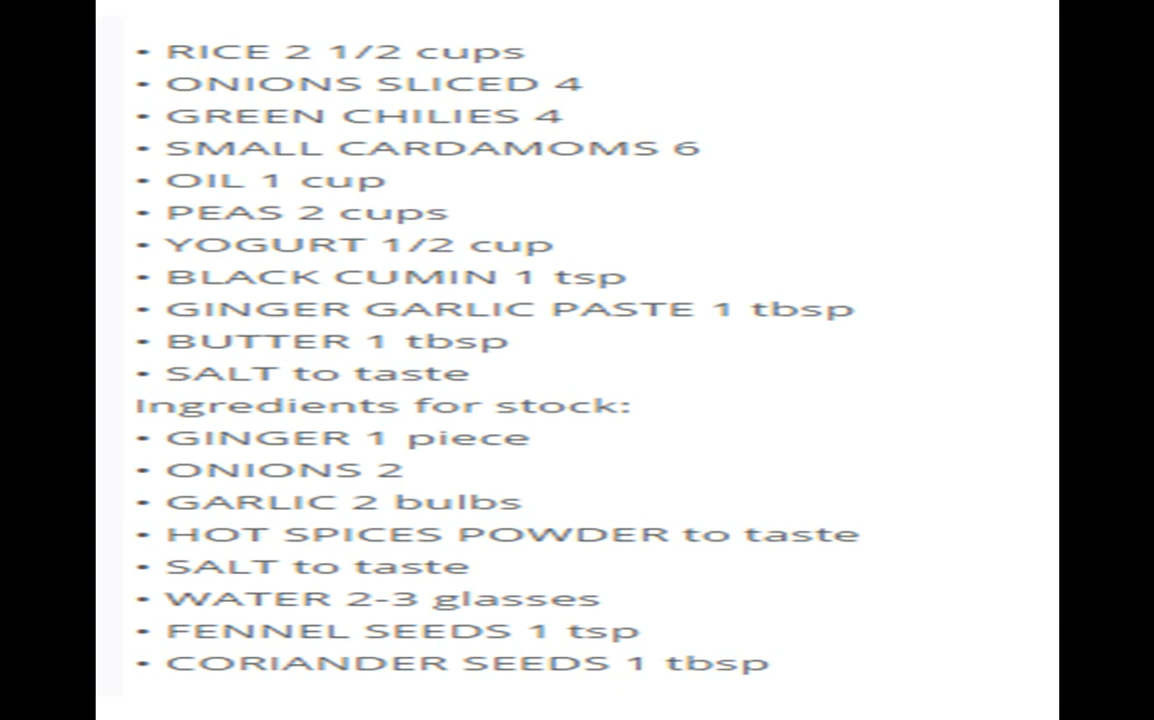 • RICE 2 1/2 cups
• ONIONS SLICED 4
• GREEN CHILIES 4
• SMALL CARDAMOMS 6
• OIL 1 cup
• PEAS 2 cups
• YOGURT 1/2 cup
• BLACK CUMIN 1 tsp
• GINGER GARLIC PASTE 1 tbsp
• BUTTER 1 tbsp
• SALT to taste
Ingredients for stock:
• GINGER 1 piece
• ONIONS 2
• GARLIC 2 bulbs
• HOT SPICES POWDER to taste
• SALT to taste
• WATER 2-3 glasses
• FENNEL SEEDS 1 tsp
• CORIANDER SEEDS 1 tbsp